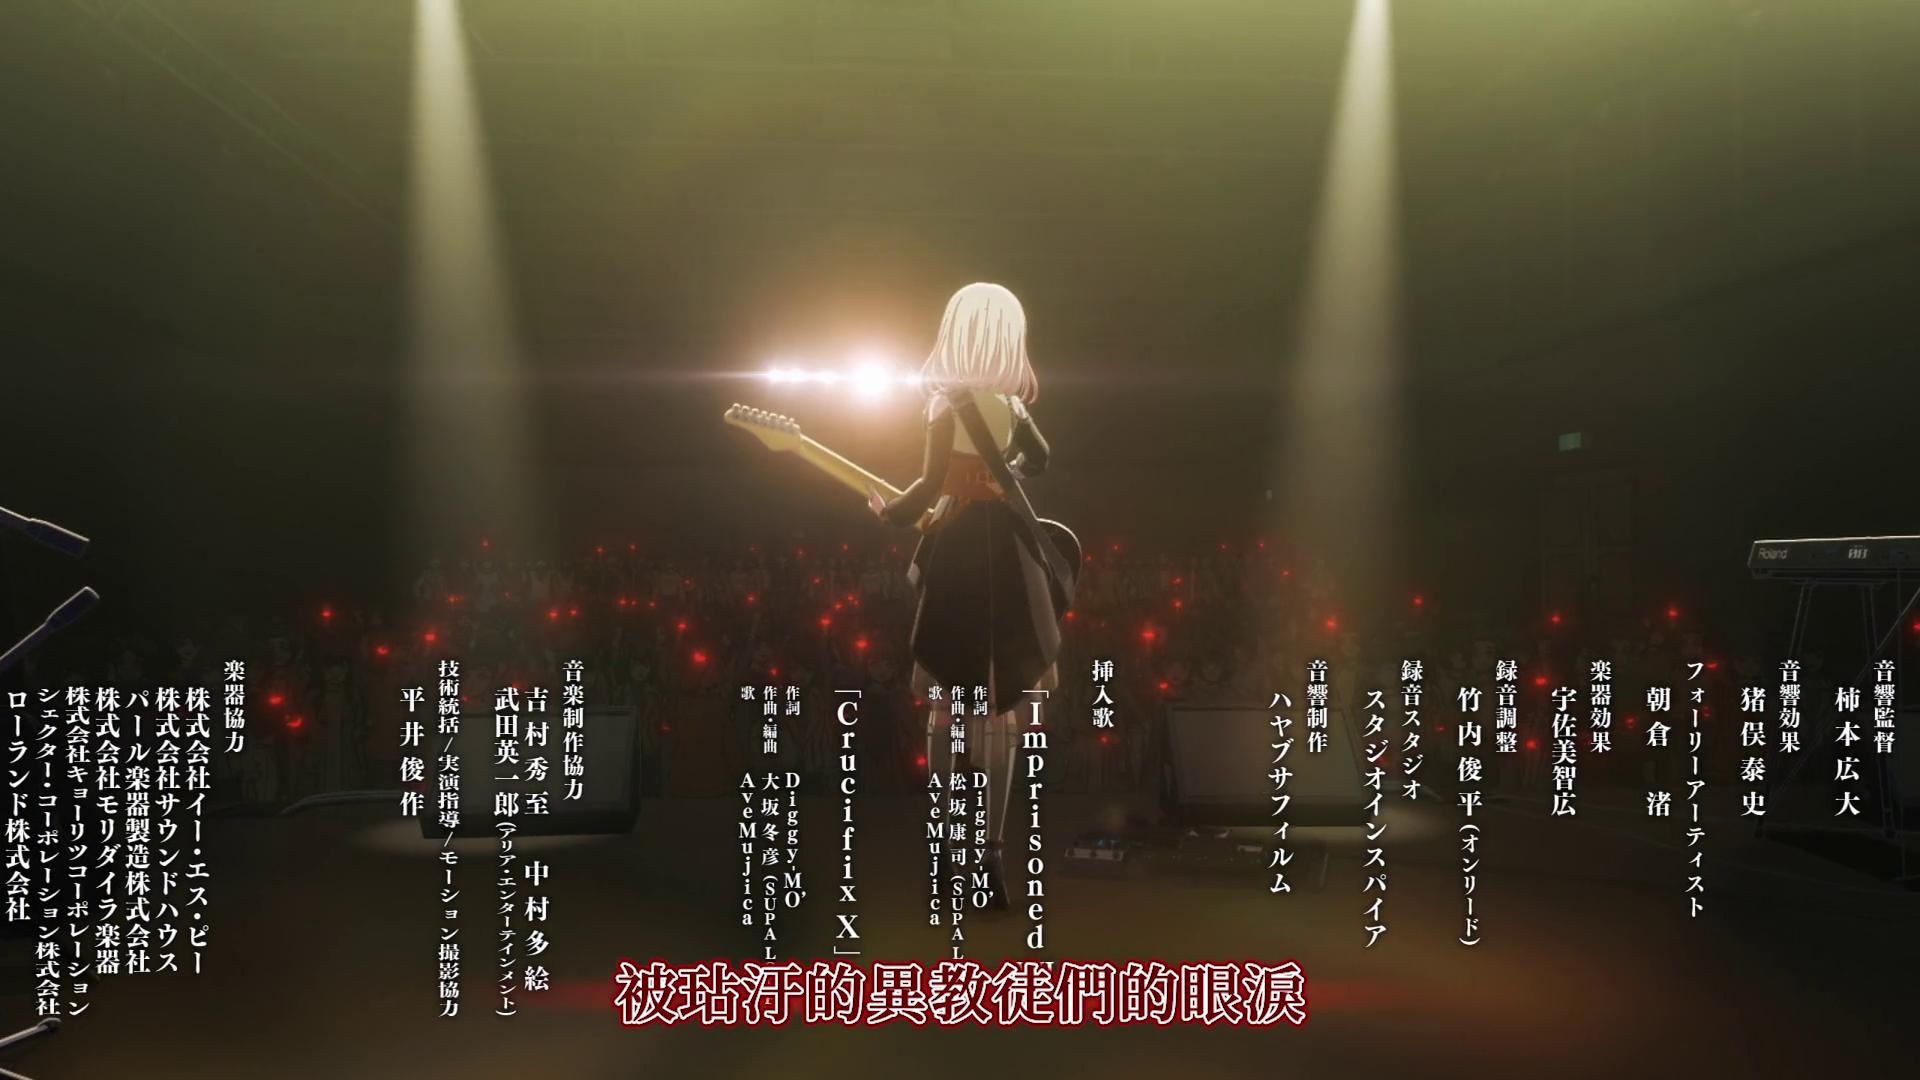 音響監督
柿本広大
音響効果
猪俣泰史
フォーリーアーティスト
朝倉 渚
楽器効果
宇佐美智広
録音調整
竹内俊平(オンリード)
録音スタジオ
スタジオインスパイア
音響制作
ハヤブサフィルム
挿入歌
「Imprisoned
作詞 Diggy-MO'
作曲・編曲 松坂康司(SUPA L
歌 AveMujica
「Crucifix X」
作詞 Diggy-MO'
作曲・編曲 大坂冬彦(SUPA L
歌 AveMujica
音楽制作協力
吉村秀至 中村多絵
武田英一郎(アリア・エンターテインメント)
技術統括/実演指導/モーション撮影協力
平井俊作
楽器協力
株式会社イー・エス・ピー
株式会社サウンドハウス
パール楽器製造株式会社
株式会社モリダイラ楽器
株式会社キョーリツコーポレーション
シェクター・コーポレーション株式会社
ローランド株式会社
Roland
被玷汙的異教徒們的眼淚